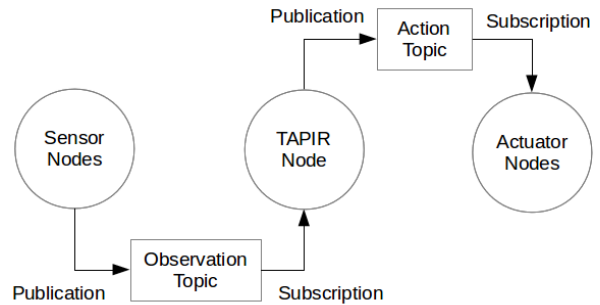 Publication
Action
Topic
Subscription
Sensor
Nodes
TAPIR
Node
Actuator
Nodes
Publication
Observation
Topic
Subscription